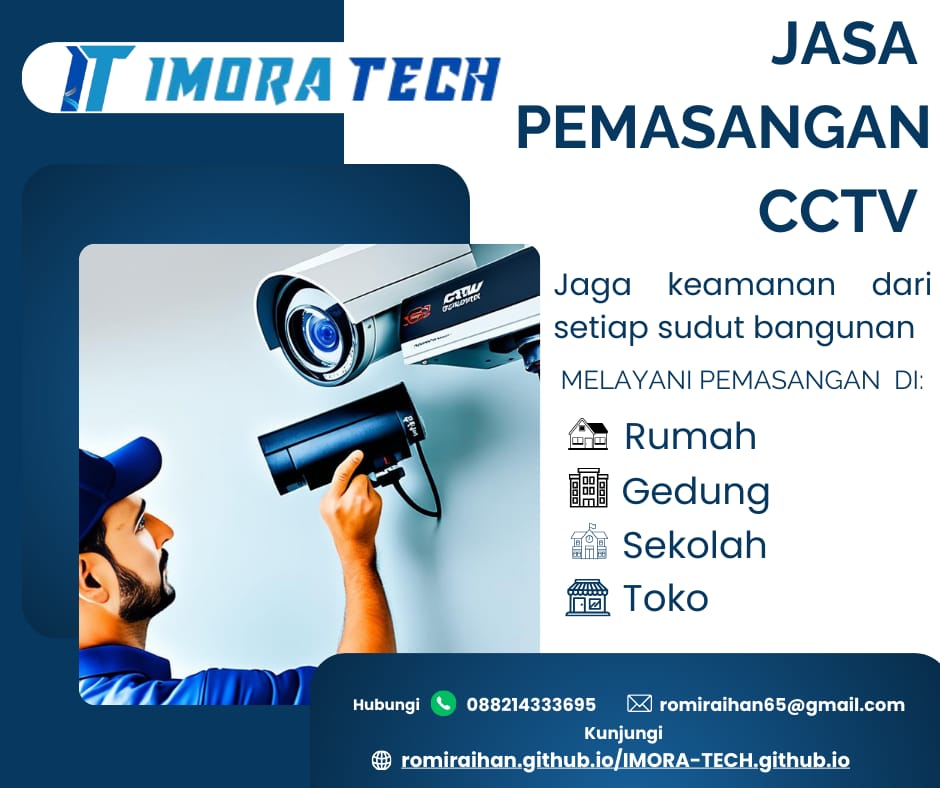 IT IMORA TECH
JASA
PEMASANGAN
CCTV
Jaga keamanan dari
setiap sudut bangunan
MELAYANI PEMASANGAN DI:
Rumah
Gedung
Sekolah
Toko
Hubungi 088214333695 romiraihan65@gmail.com
Kunjungi
romiraihan.github.io/IMORA-TECH.github.io